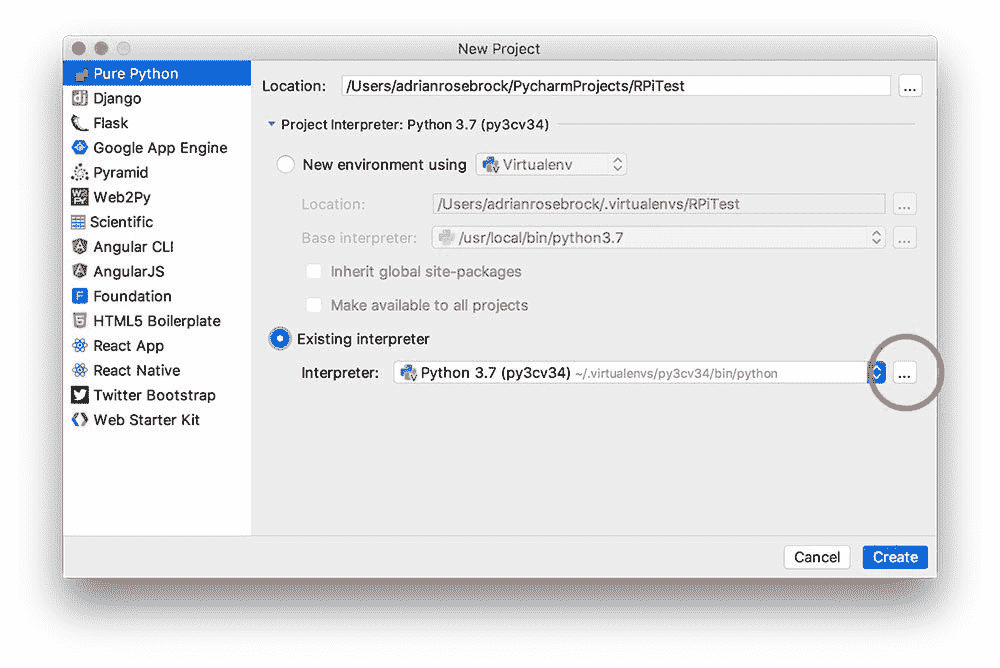 New Project
Pure Python
Django
Flask
Google App Engine
Pyramid
Web2Py
Scientific
Angular CLI
AngularJS
Foundation
HTML5 Boilerplate
React App
React Native
Twitter Bootstrap
Web Starter Kit
Location: /Users/adrianrosebrock/PycharmProjects/RPiTest ...
Project Interpreter: Python 3.7 (py3cv34)
New environment using Virtualenv
Location: /Users/adrianrosebrock/.virtualenvs/RPiTest ...
Base interpreter: /usr/local/bin/python3.7 ...
Inherit global site-packages
Make available to all projects
Existing interpreter
Interpreter: Python 3.7 (py3cv34) ~/.virtualenvs/py3cv34/bin/python ...
Cancel Create